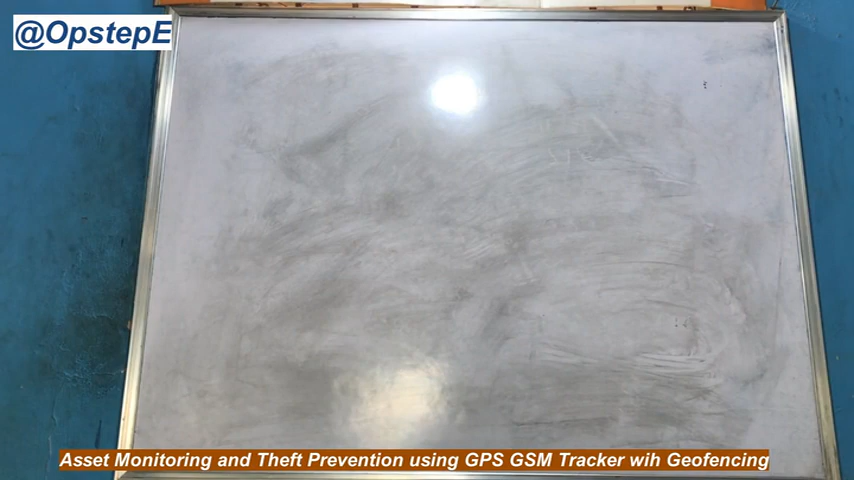 @OpstepE
Asset Monitoring and Theft Prevention using GPS GSM Tracker wih Geofencing